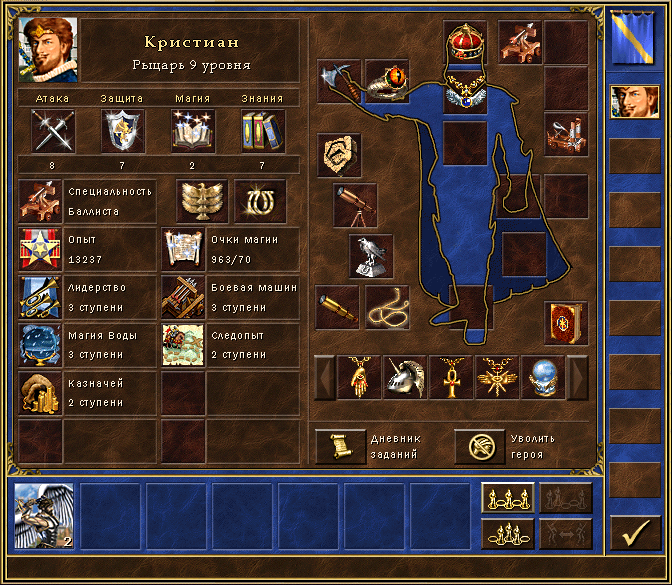 Кристиан
Рыцарь 9 уровня
Атака Защита Магия Знания
8 7 2 7
Специальность
Баллиста
Опыт
13237
Очки магии
963/70
Лидерство
3 ступени
Боевая машин
3 ступени
Магия Воды
3 ступени
Следопыт
2 ступени
Казначей
2 ступени
Дневник
заданий
Уволить
героя
2